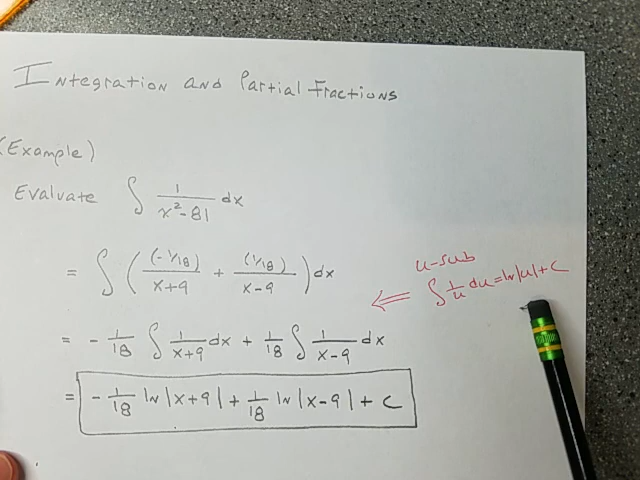 Integration and Partial Fractions
(Example)
Evaluate ∫ 1/(x²-81) dx
= ∫ ( (-1/18)/(x+9) + (1/18)/(x-9) ) dx
u-sub
⇐ ∫ 1/u du = ln|u| + C
= - 1/18 ∫ 1/(x+9) dx + 1/18 ∫ 1/(x-9) dx
= - 1/18 ln|x+9| + 1/18 ln|x-9| + C